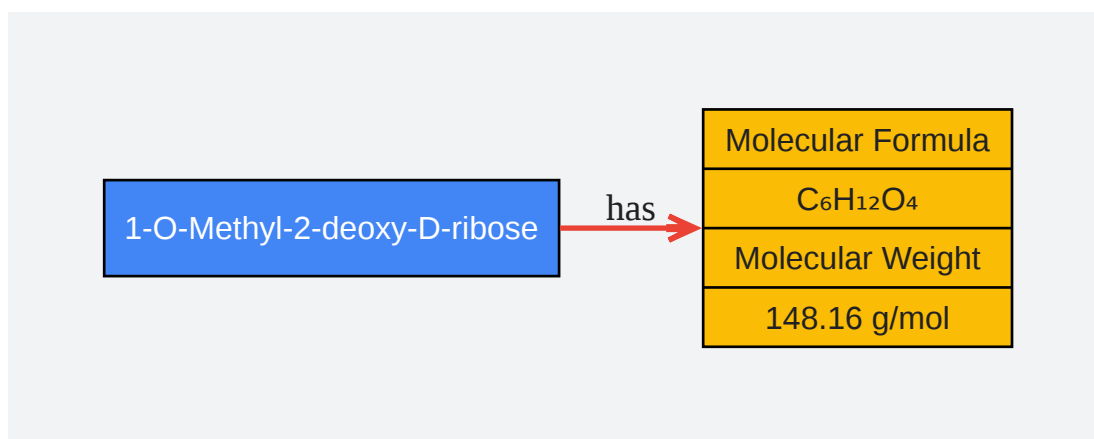 1-O-Methyl-2-deoxy-D-ribose
has
Molecular Formula
C₆H₁₂O₄
Molecular Weight
148.16 g/mol